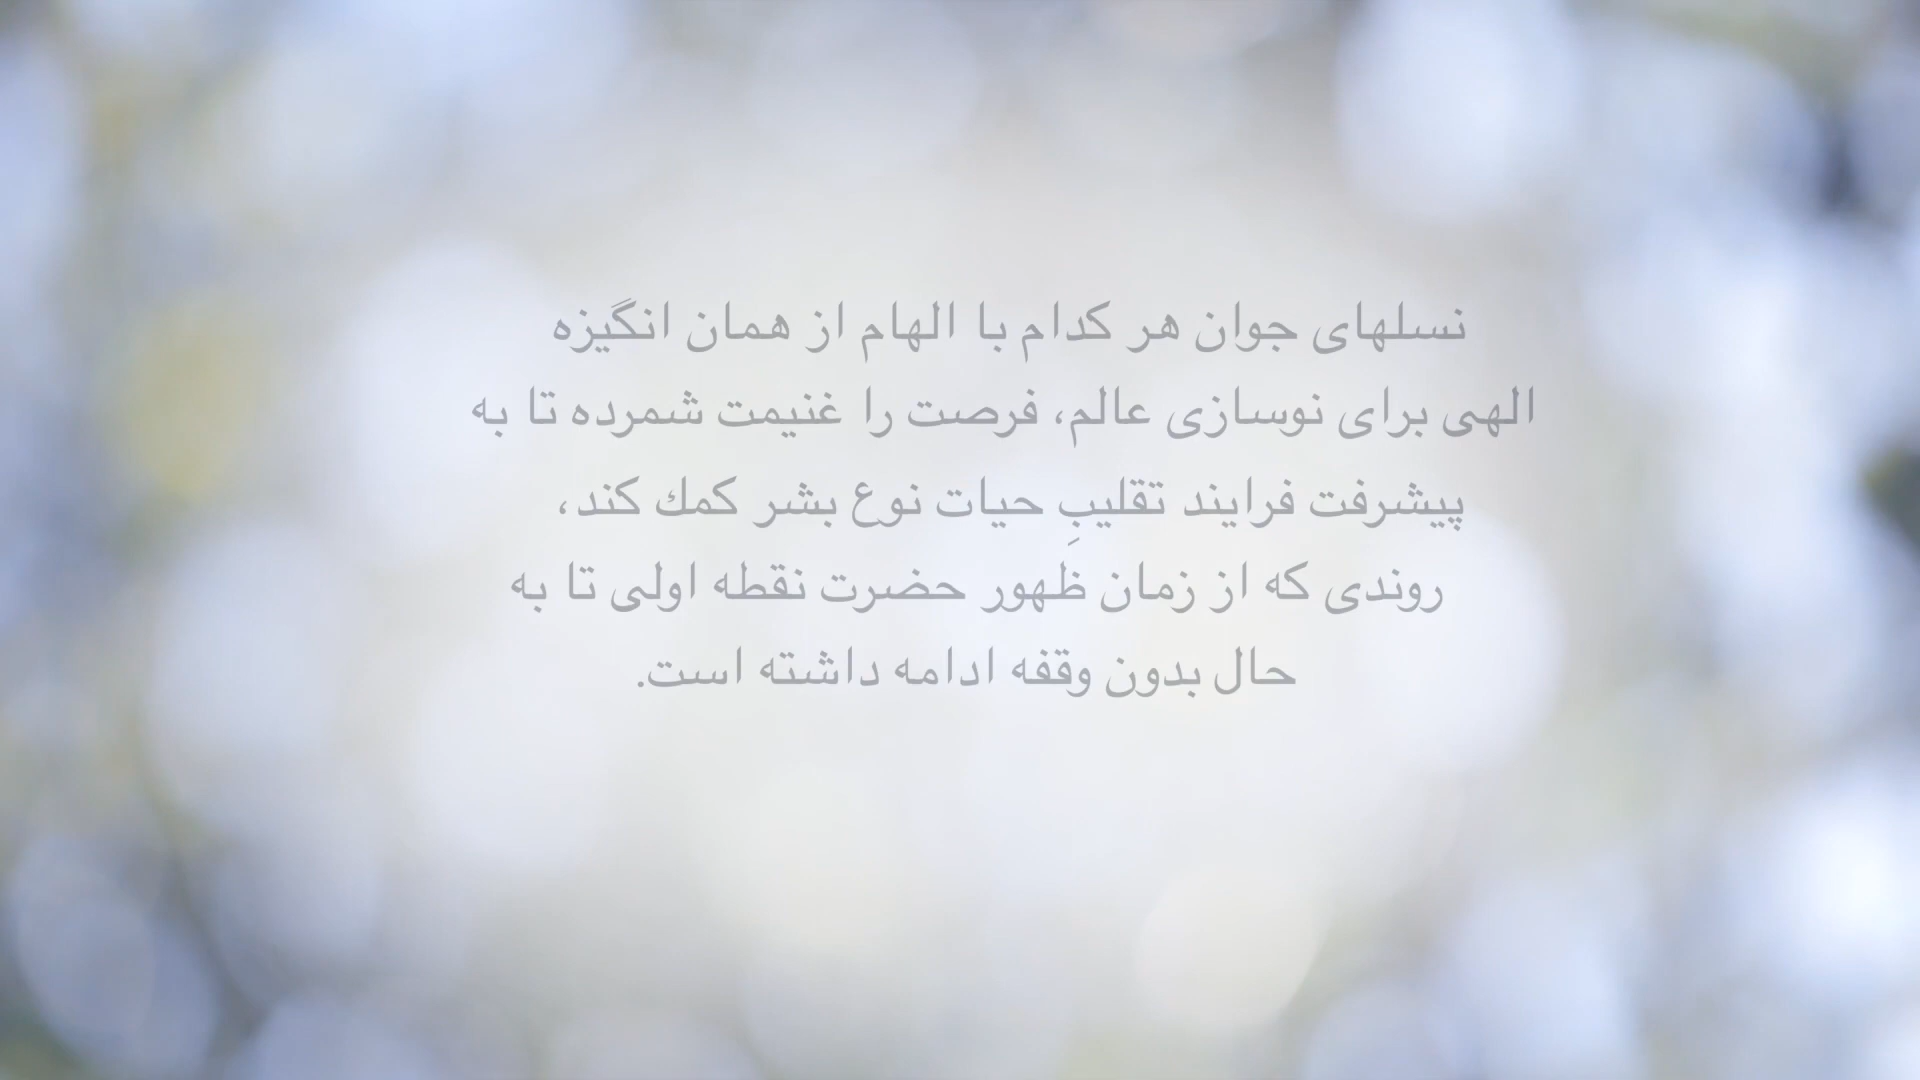 نسلهای جوان هر کدام با الهام از همان انگیزه
الهی برای نوسازی عالم، فرصت را غنیمت شمرده تا به
پیشرفت فرایند تقلیبِ حیات نوع بشر کمك کند،
روندی که از زمان ظهور حضرت نقطه اولی تا به
حال بدون وقفه ادامه داشته است.